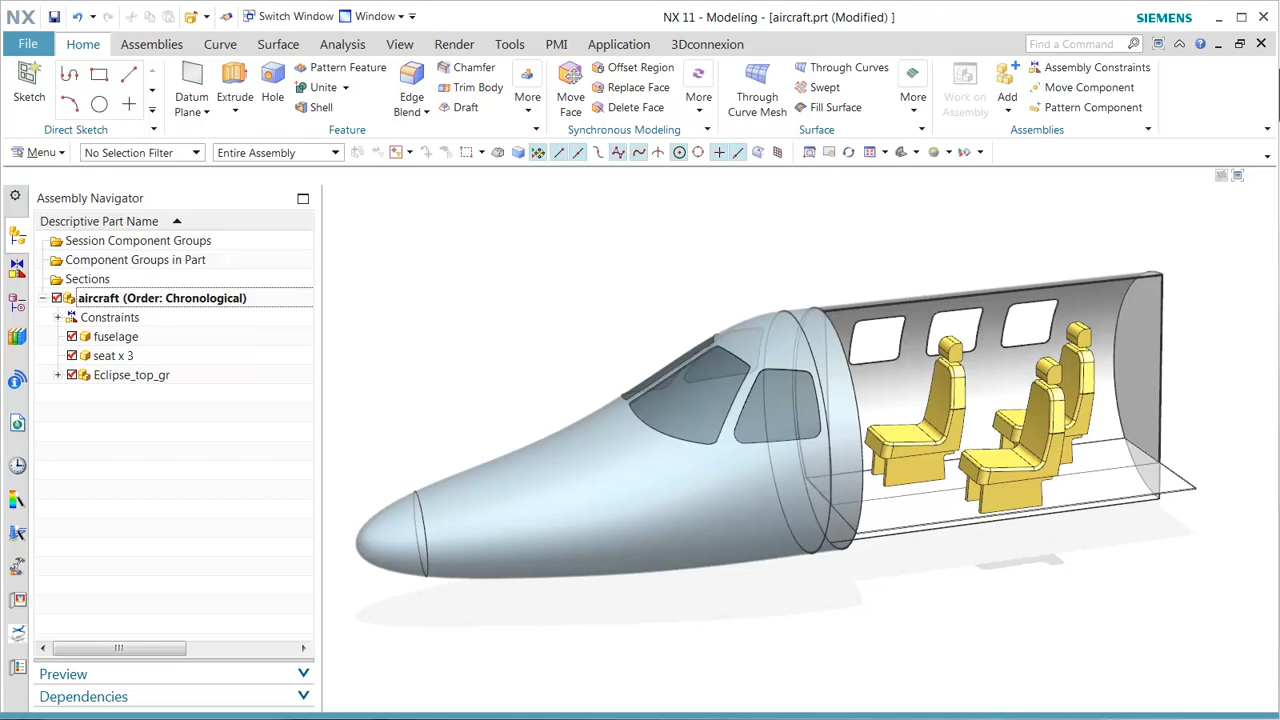 NX Switch Window Window NX 11 - Modeling - [aircraft.prt (Modified) ] SIEMENS
File Home Assemblies Curve Surface Analysis View Render Tools PMI Application 3Dconnexion Find a Command
Sketch
Direct Sketch
Datum Plane
Extrude
Pattern Feature
Unite
Shell
Edge Blend
Chamfer
Trim Body
Draft
More
Feature
Move Face
Offset Region
Replace Face
Delete Face
More
Synchronous Modeling
Through Curve Mesh
Through Curves
Swept
Fill Surface
More
Surface
Work on Assembly
Add
Assembly Constraints
Move Component
Pattern Component
Assemblies
Menu No Selection Filter Entire Assembly
Assembly Navigator
Descriptive Part Name
Session Component Groups
Component Groups in Part
Sections
aircraft (Order: Chronological)
Constraints
fuselage
seat x 3
Eclipse_top_gr
Preview
Dependencies